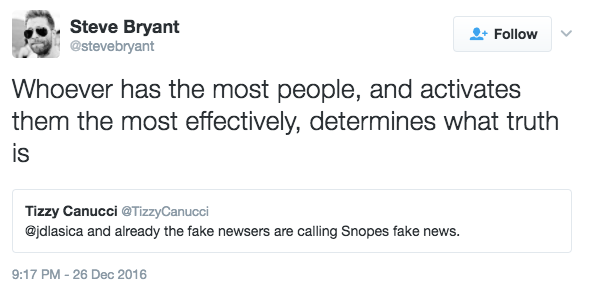 Steve Bryant
@stevebryant
Follow
Whoever has the most people, and activates
them the most effectively, determines what truth
is
Tizzy Canucci @TizzyCanucci
@jdlasica and already the fake newsers are calling Snopes fake news.
9:17 PM - 26 Dec 2016